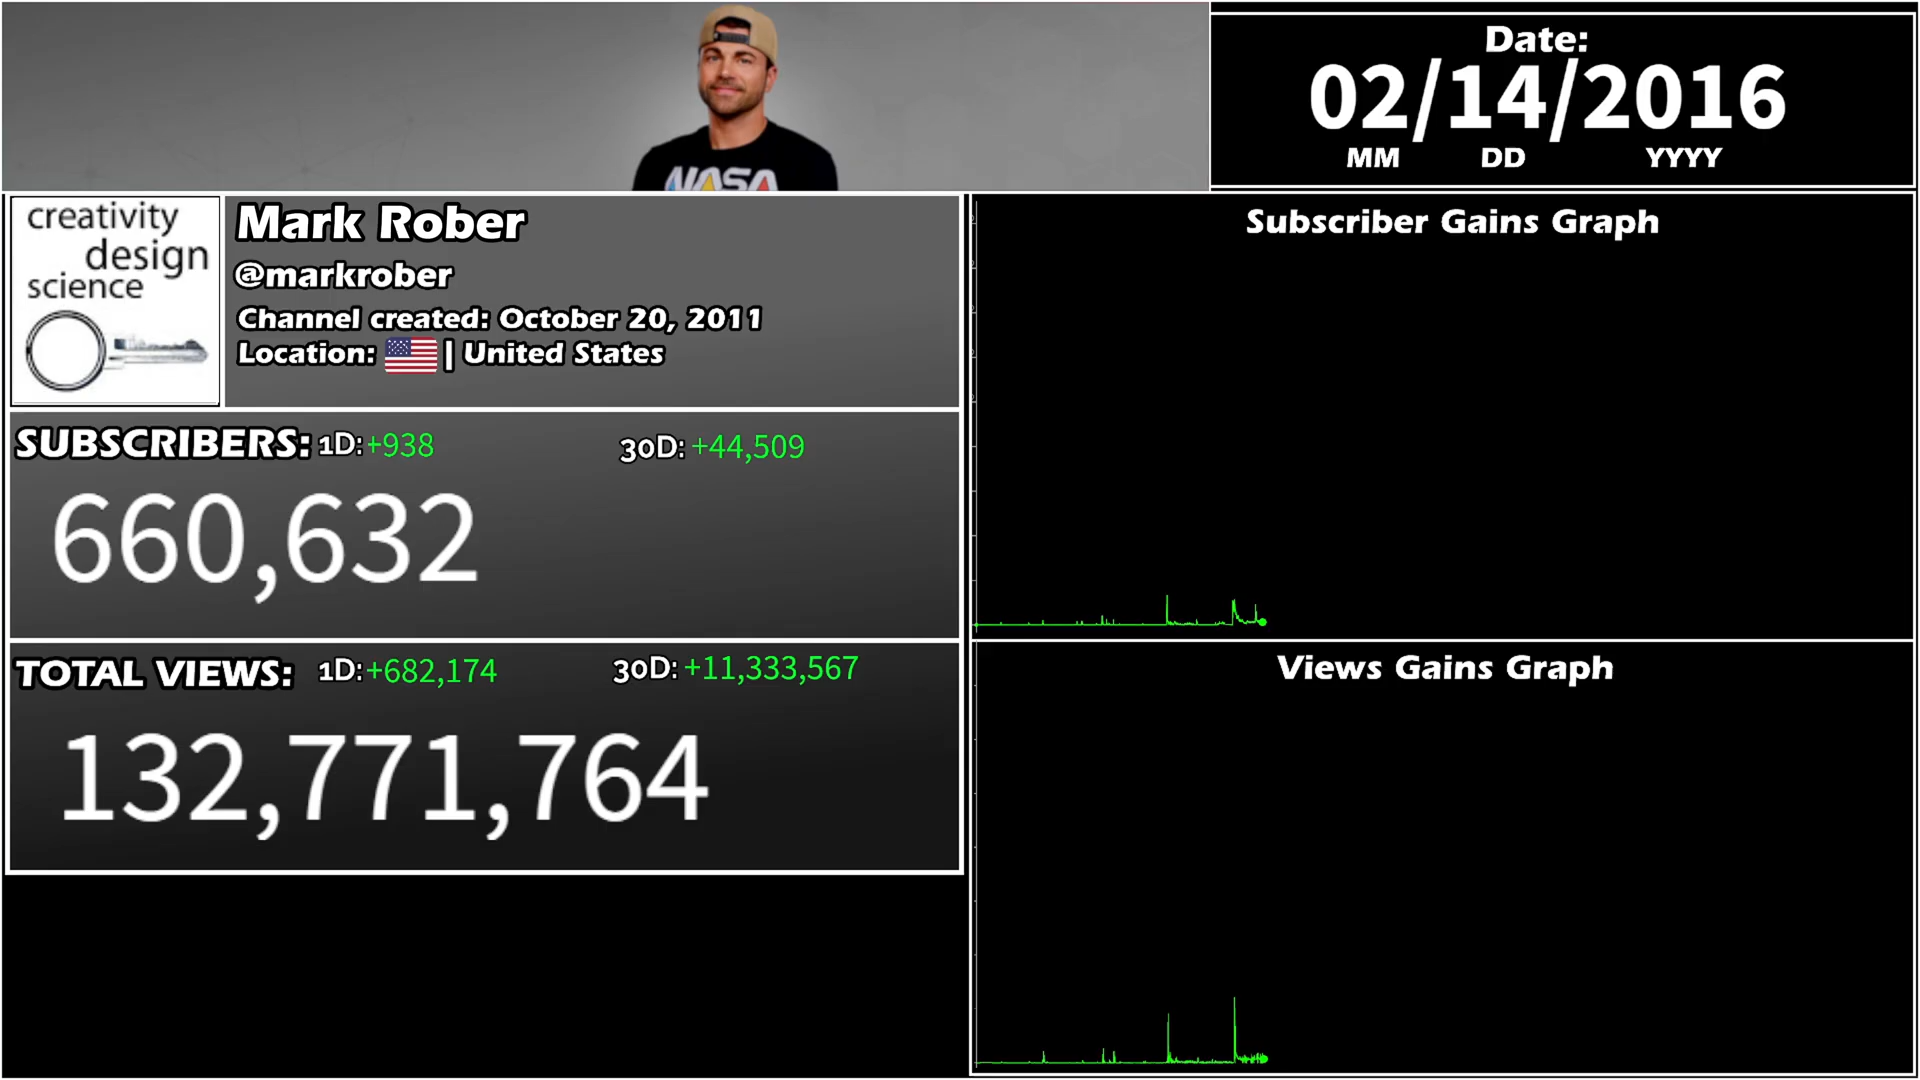 NASA
Date:
02/14/2016
MM DD YYYY
creativity
design
science
Mark Rober
@markrober
Channel created: October 20, 2011
Location: | United States
SUBSCRIBERS: 1D: +938 30D: +44,509
660,632
TOTAL VIEWS: 1D: +682,174 30D: +11,333,567
132,771,764
Subscriber Gains Graph
Views Gains Graph